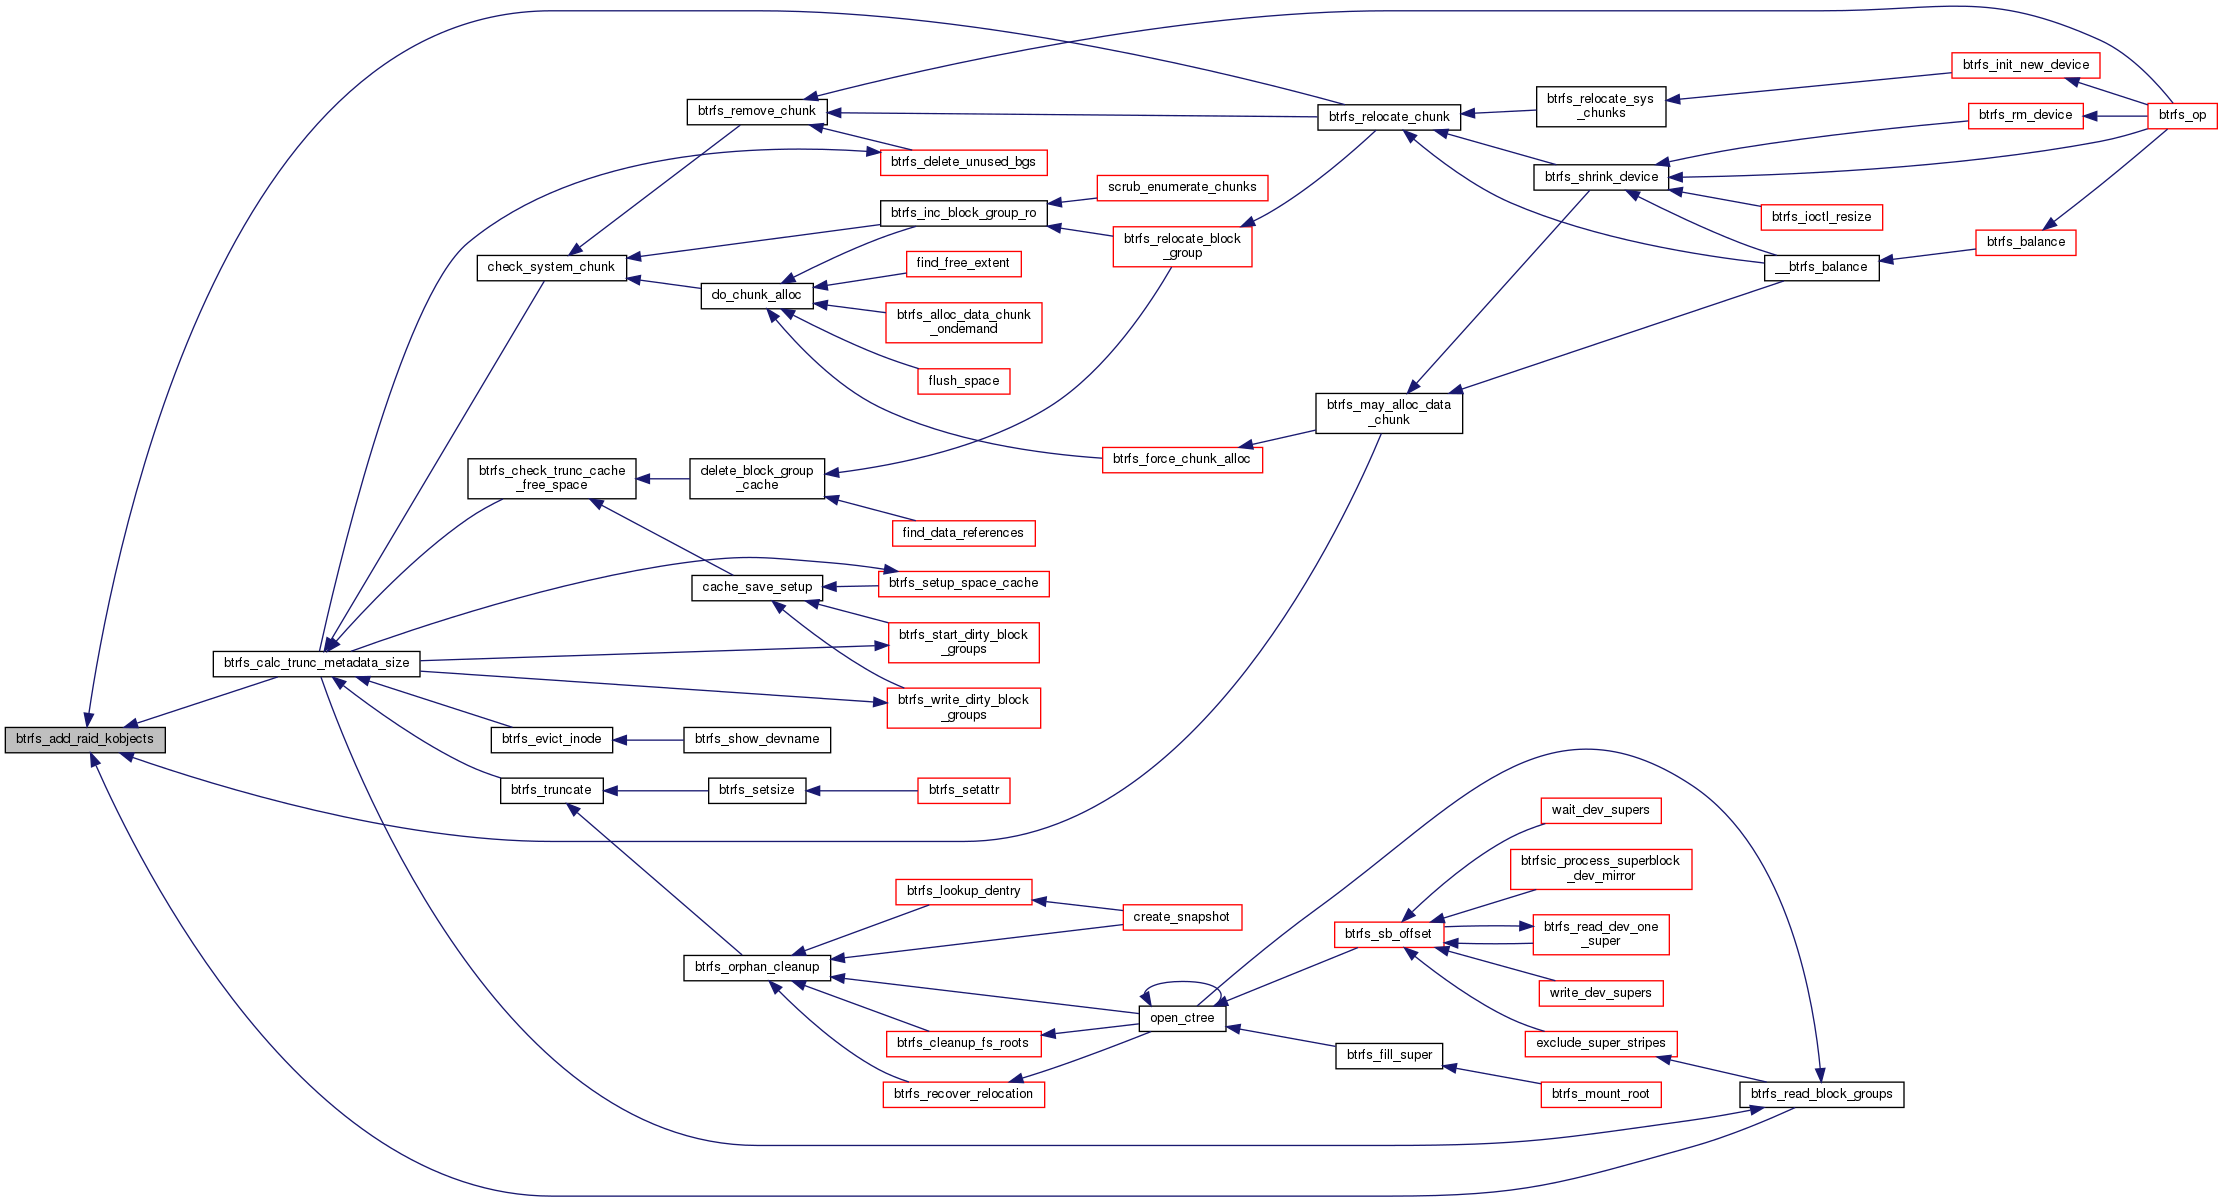 btrfs_add_raid_kobjects
btrfs_calc_trunc_metadata_size
check_system_chunk
btrfs_check_trunc_cache
_free_space
btrfs_evict_inode
btrfs_truncate
btrfs_remove_chunk
do_chunk_alloc
delete_block_group
_cache
cache_save_setup
btrfs_show_devname
btrfs_setsize
btrfs_orphan_cleanup
btrfs_delete_unused_bgs
btrfs_inc_block_group_ro
find_free_extent
btrfs_alloc_data_chunk
_ondemand
flush_space
find_data_references
btrfs_setup_space_cache
btrfs_start_dirty_block
_groups
btrfs_write_dirty_block
_groups
btrfs_setattr
btrfs_lookup_dentry
btrfs_cleanup_fs_roots
btrfs_recover_relocation
scrub_enumerate_chunks
btrfs_relocate_block
_group
btrfs_force_chunk_alloc
create_snapshot
open_ctree
btrfs_relocate_chunk
btrfs_may_alloc_data
_chunk
btrfs_sb_offset
btrfs_fill_super
btrfs_relocate_sys
_chunks
btrfs_shrink_device
wait_dev_supers
btrfsic_process_superblock
_dev_mirror
btrfs_read_dev_one
_super
write_dev_supers
exclude_super_stripes
btrfs_mount_root
btrfs_ioctl_resize
__btrfs_balance
btrfs_read_block_groups
btrfs_init_new_device
btrfs_rm_device
btrfs_balance
btrfs_op